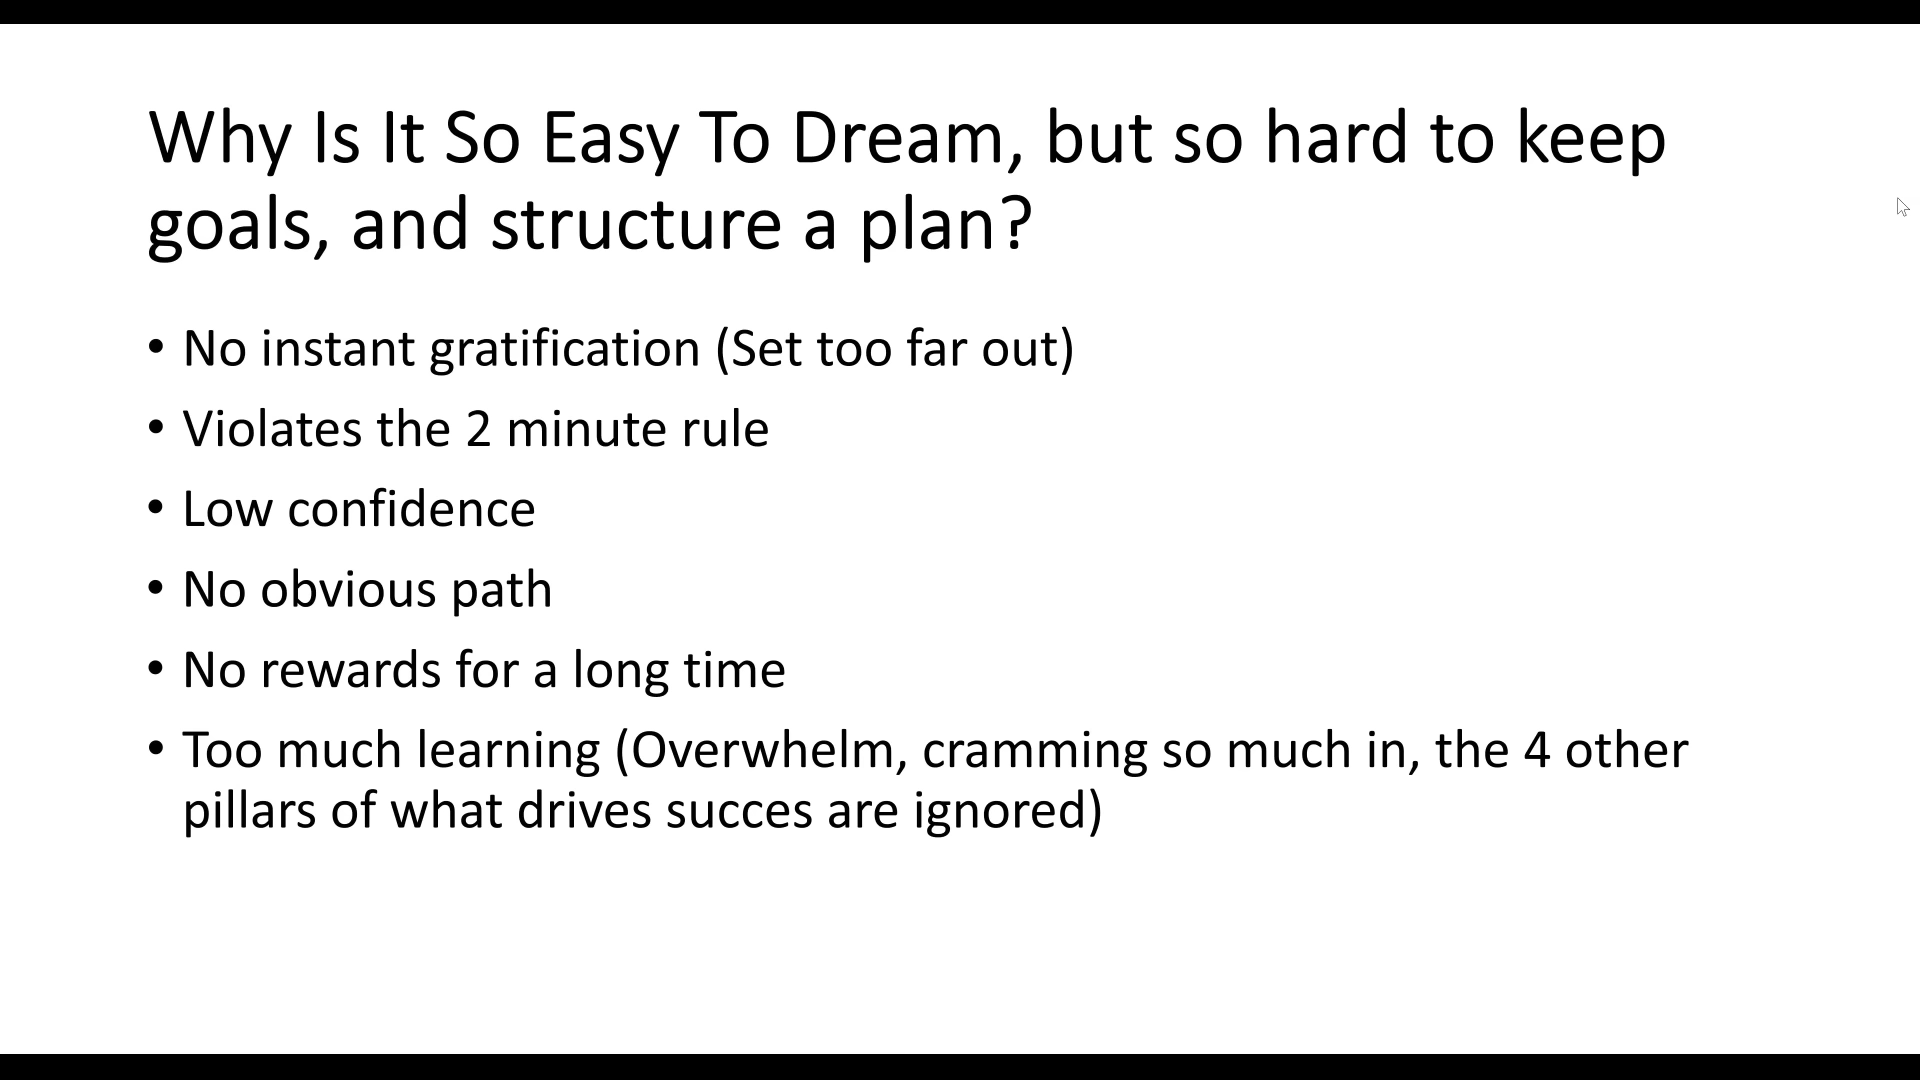 Why Is It So Easy To Dream, but so hard to keep
goals, and structure a plan?
• No instant gratification (Set too far out)
• Violates the 2 minute rule
• Low confidence
• No obvious path
• No rewards for a long time
• Too much learning (Overwhelm, cramming so much in, the 4 other
pillars of what drives succes are ignored)